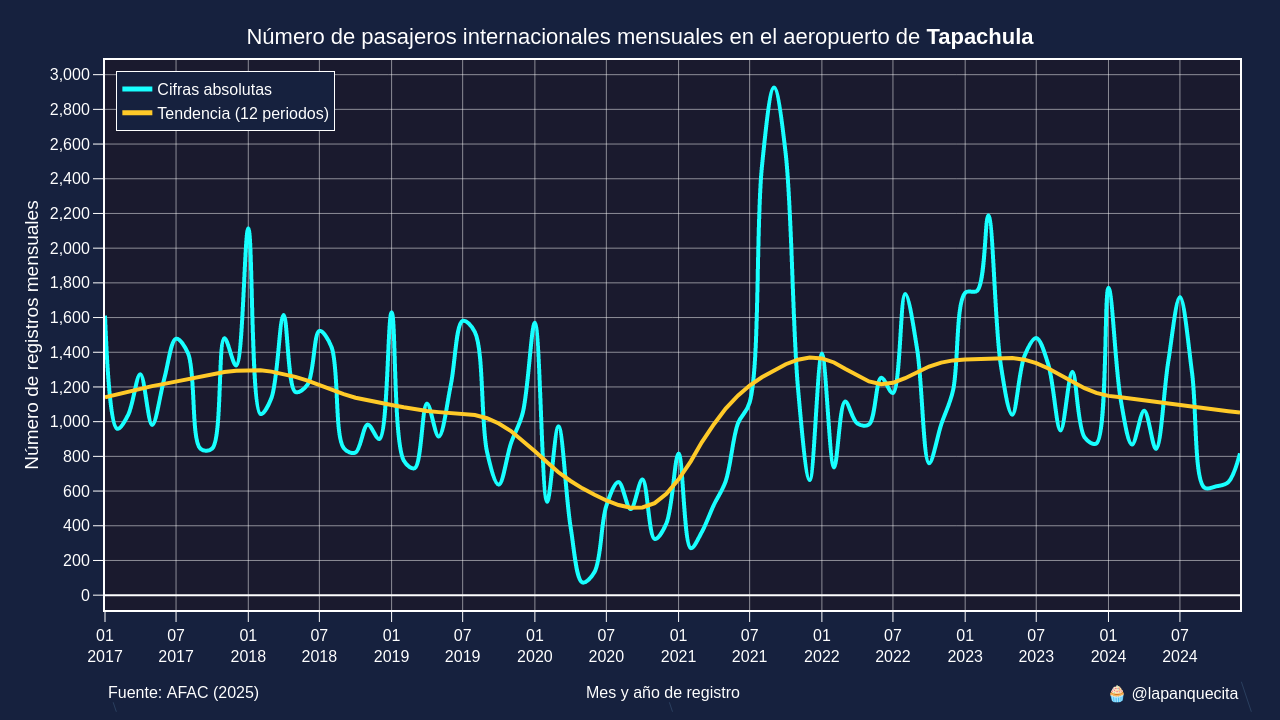 Número de pasajeros internacionales mensuales en el aeropuerto de Tapachula
Cifras absolutas
Tendencia (12 periodos)
Número de registros mensuales
3,000
2,800
2,600
2,400
2,200
2,000
1,800
1,600
1,400
1,200
1,000
800
600
400
200
0
01 07 01 07 01 07 01 07 01 07 01 07 01 07 01 07
2017 2017 2018 2018 2019 2019 2020 2020 2021 2021 2022 2022 2023 2023 2024 2024
Fuente: AFAC (2025) Mes y año de registro 🧁 @lapanquecita